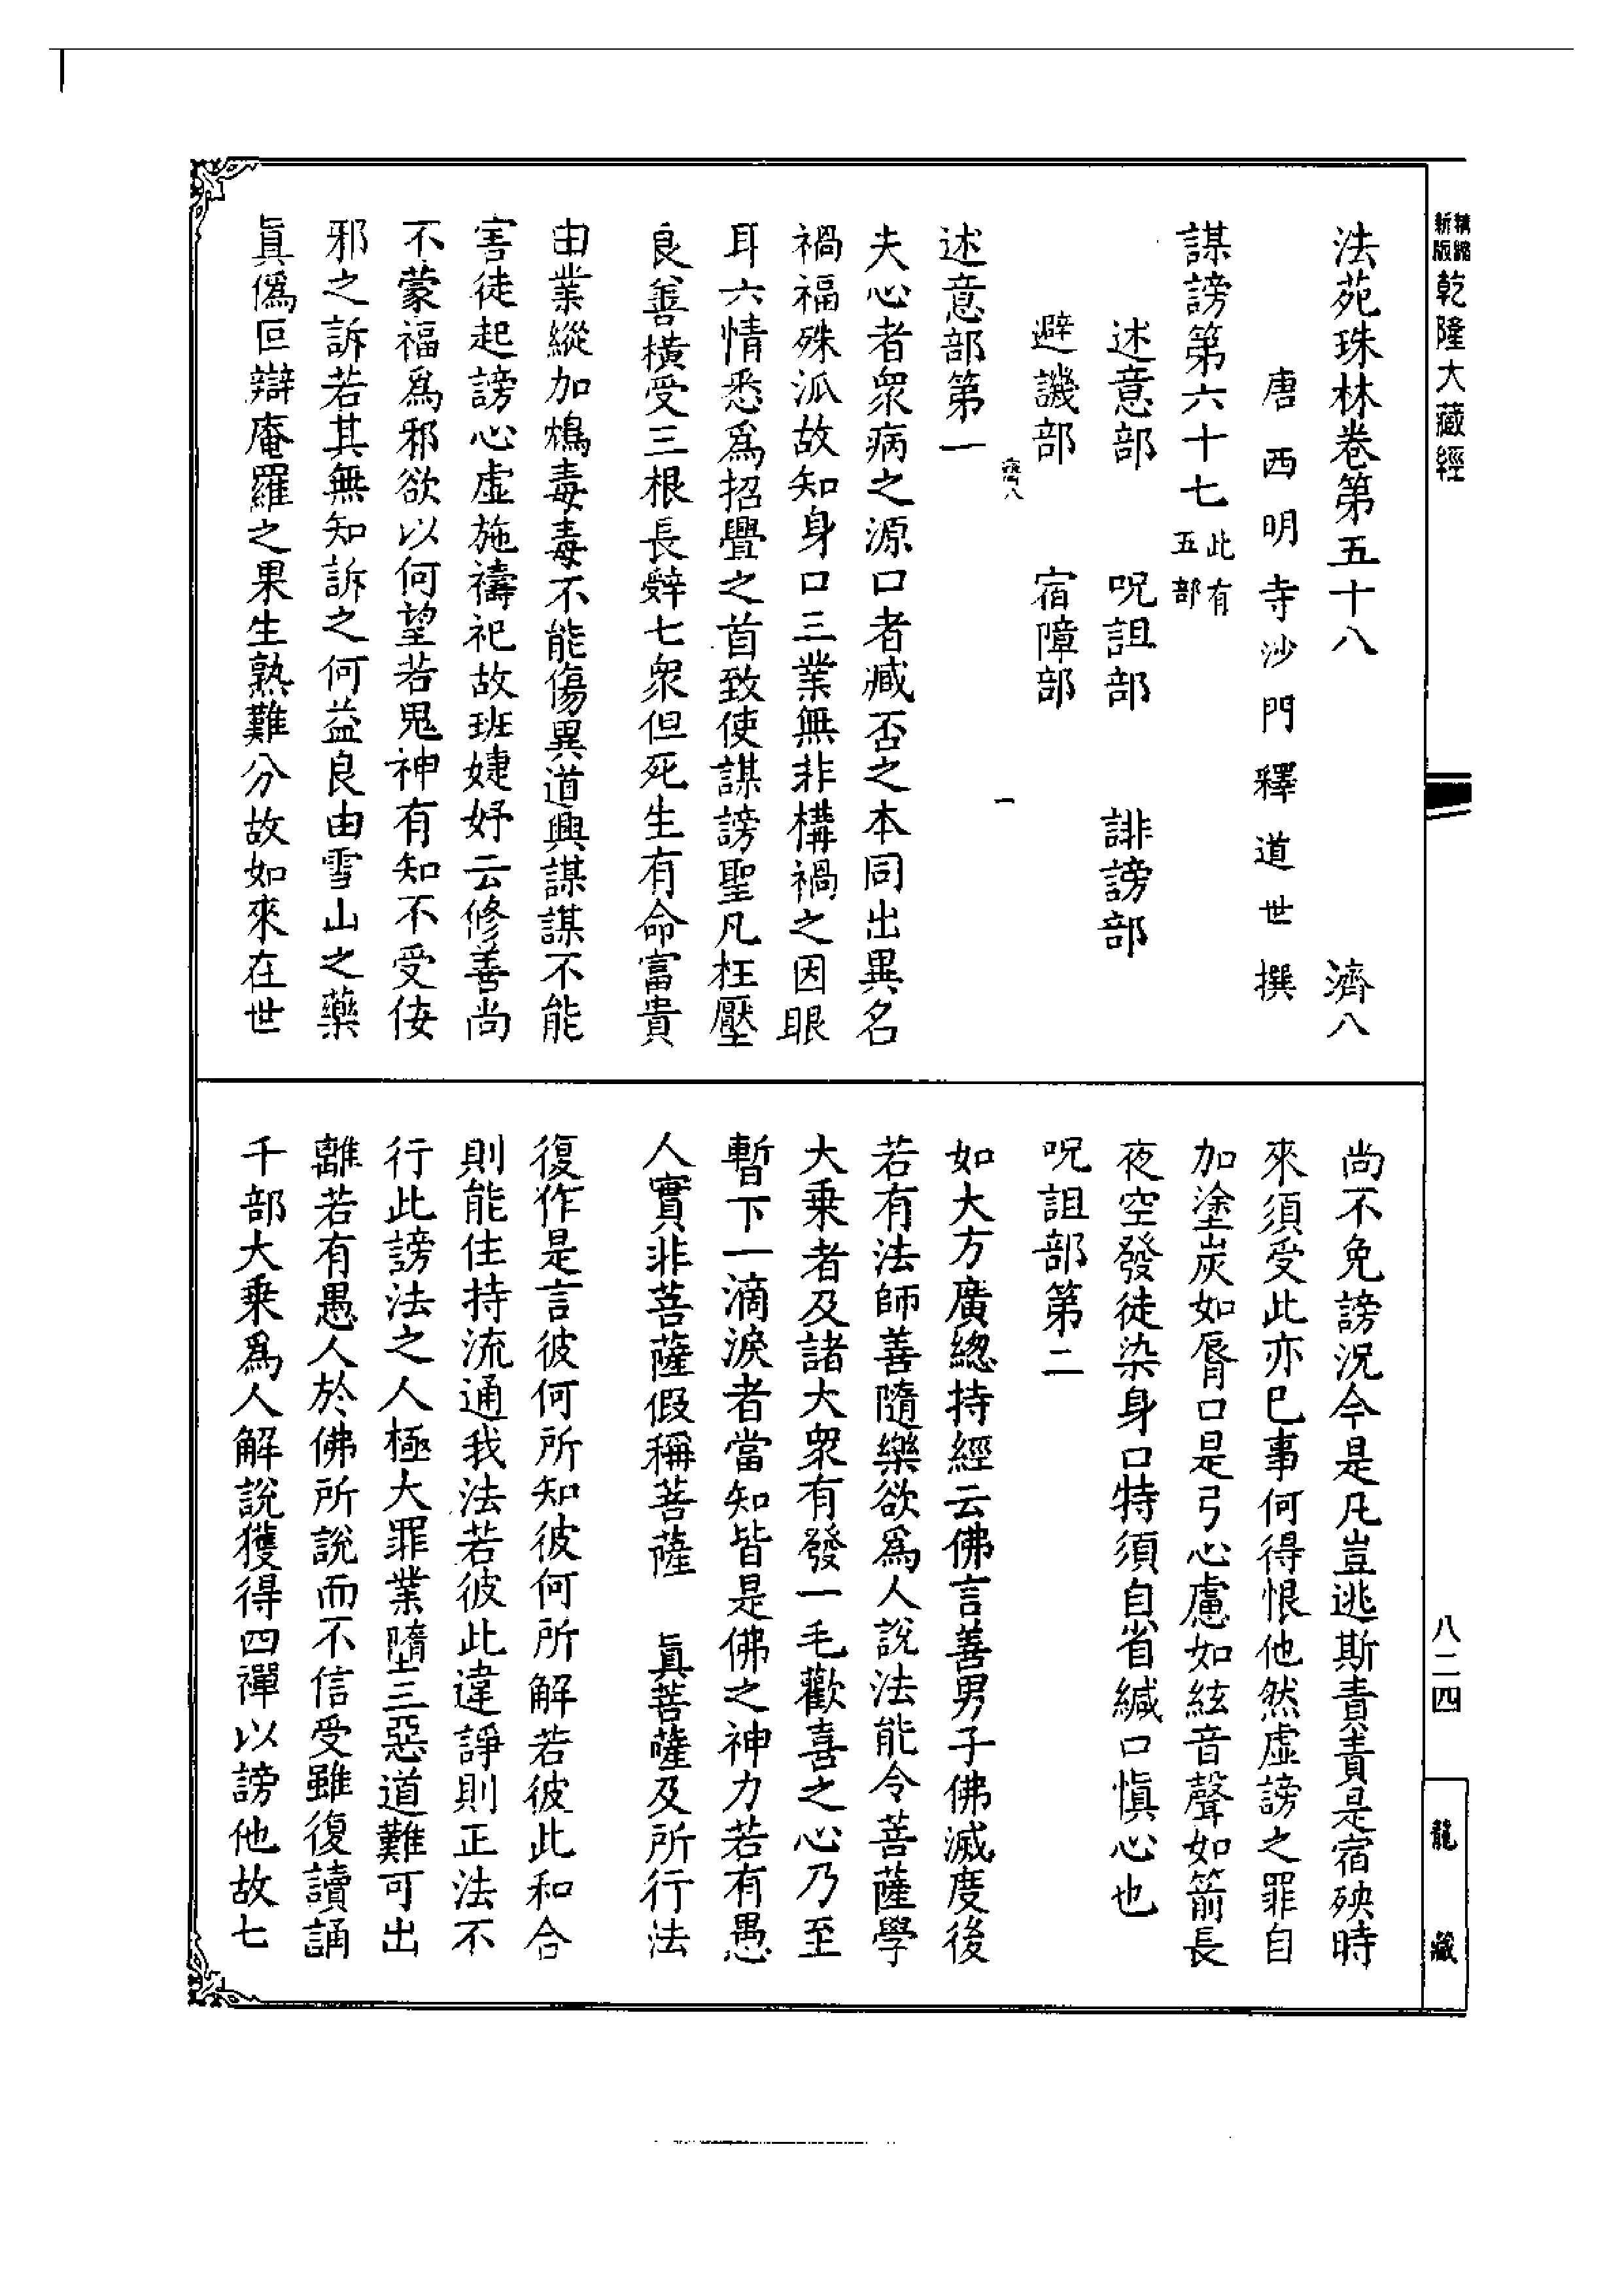 精縮
新版
乾隆大藏經
八二四
龍藏
法苑珠林卷第五十八 濟八
唐西明寺沙門釋道世撰
謀謗第六十七此有五部
述意部 呪詛部 誹謗部
避譏部 宿障部
濟八 一
述意部第一
夫心者衆病之源口者臧否之本同出異名
禍福殊派故知身口三業無非構禍之因眼
耳六情悉爲招舋之首致使謀謗聖凡枉壓
良善橫受三根長辤七衆但死生有命富貴
由業縱加鴆毒毒不能傷異道興謀謀不能
害徒起謗心虛施禱祀故班婕妤云修善尚
不蒙福爲邪欲以何望若鬼神有知不受佞
邪之訴若其無知訴之何益良由雪山之藥
眞僞叵辯庵羅之果生熟難分故如來在世
尚不免謗況今是凡豈逃斯責責是宿殃時
來須受此亦巳事何得恨他然虛謗之罪自
加塗炭如脣口是弓心慮如絃音聲如箭長
夜空發徒染身口特須自省緘口愼心也
呪詛部第二
如大方廣總持經云佛言善男子佛滅度後
若有法師善隨樂欲爲人說法能令菩薩學
大乗者及諸大衆有發一毛歡喜之心乃至
暫下一滴淚者當知皆是佛之神力若有愚
人實非菩薩假稱菩薩 眞菩薩及所行法
復作是言彼何所知彼何所解若彼此和合
則能住持流通我法若彼此違諍則正法不
行此謗法之人極大罪業墮三惡道難可出
離若有愚人於佛所說而不信受雖復讀誦
千部大乗爲人解說獲得四禪以謗他故七